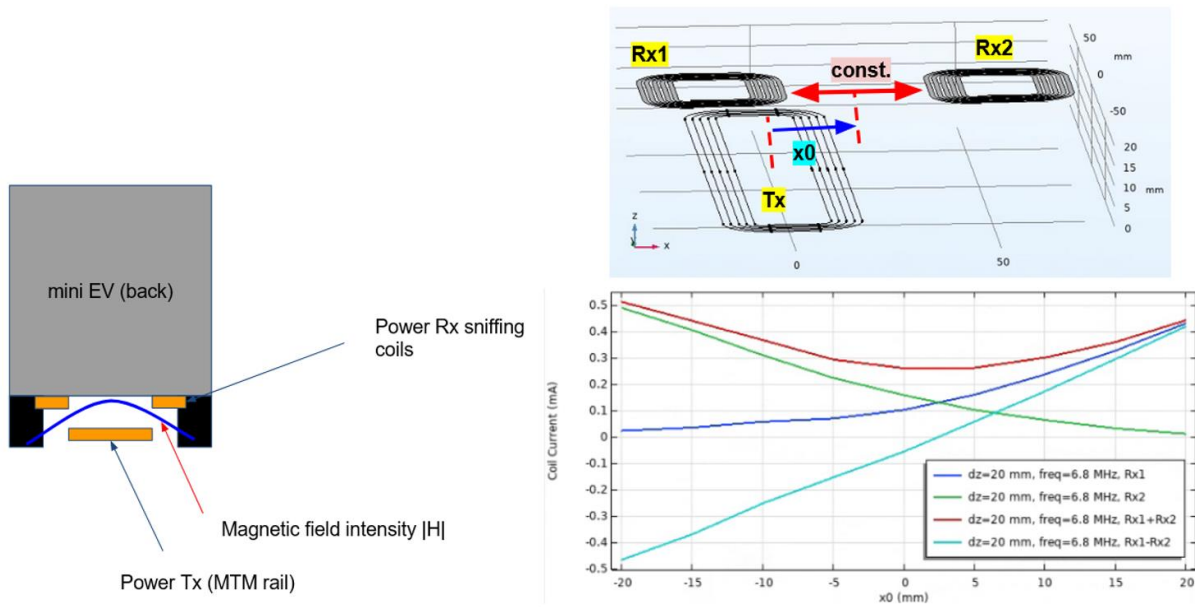 mini EV (back)
Power Rx sniffing
coils
Magnetic field intensity |H|
Power Tx (MTM rail)
Rx1
Rx2
const.
x0
Tx
50
mm
0
-50
20
15
10
mm
5
0
z
y
x
0
50
0.5
0.4
0.3
0.2
0.1
0
-0.1
-0.2
-0.3
-0.4
-0.5
Coil Current (mA)
-20
-15
-10
-5
0
5
10
15
20
x0 (mm)
dz=20 mm, freq=6.8 MHz, Rx1
dz=20 mm, freq=6.8 MHz, Rx2
dz=20 mm, freq=6.8 MHz, Rx1+Rx2
dz=20 mm, freq=6.8 MHz, Rx1-Rx2